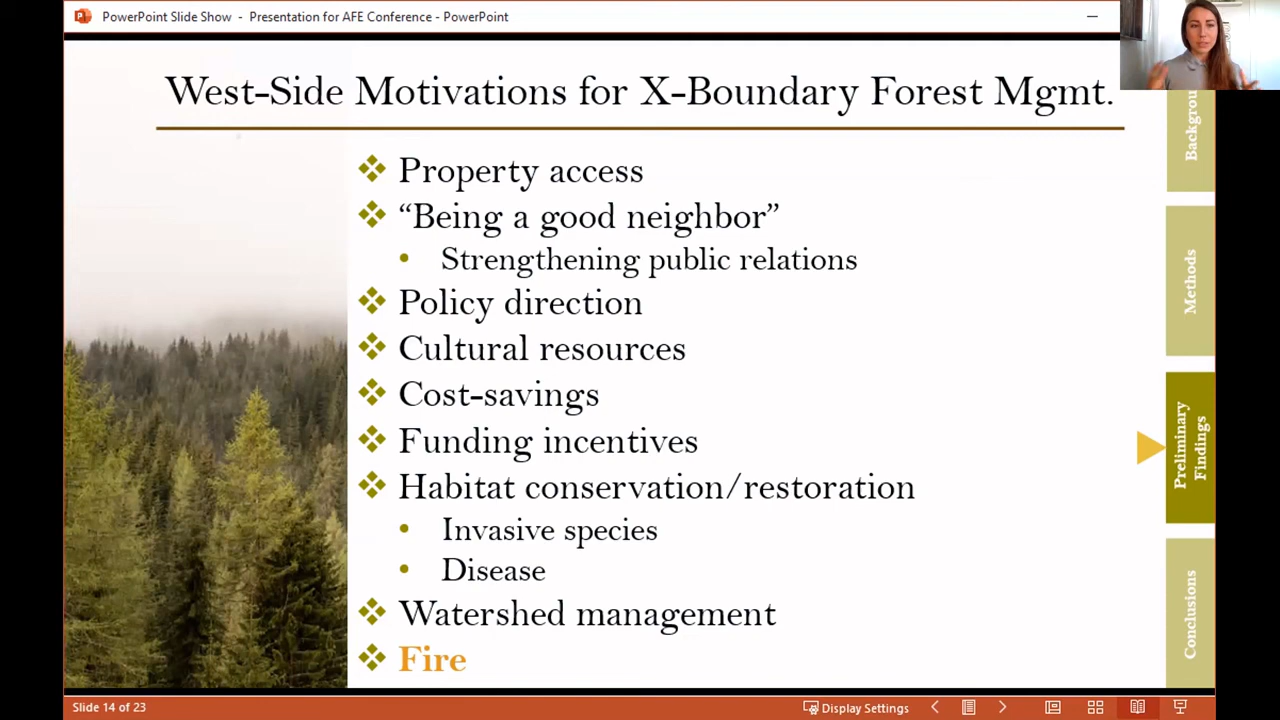 PowerPoint Slide Show - Presentation for AFE Conference - PowerPoint
West-Side Motivations for X-Boundary Forest Mgmt.
Property access
“Being a good neighbor”
Strengthening public relations
Policy direction
Cultural resources
Cost-savings
Funding incentives
Habitat conservation/restoration
Invasive species
Disease
Watershed management
Fire
Methods
Preliminary
Findings
Conclusions
Slide 14 of 23
Display Settings